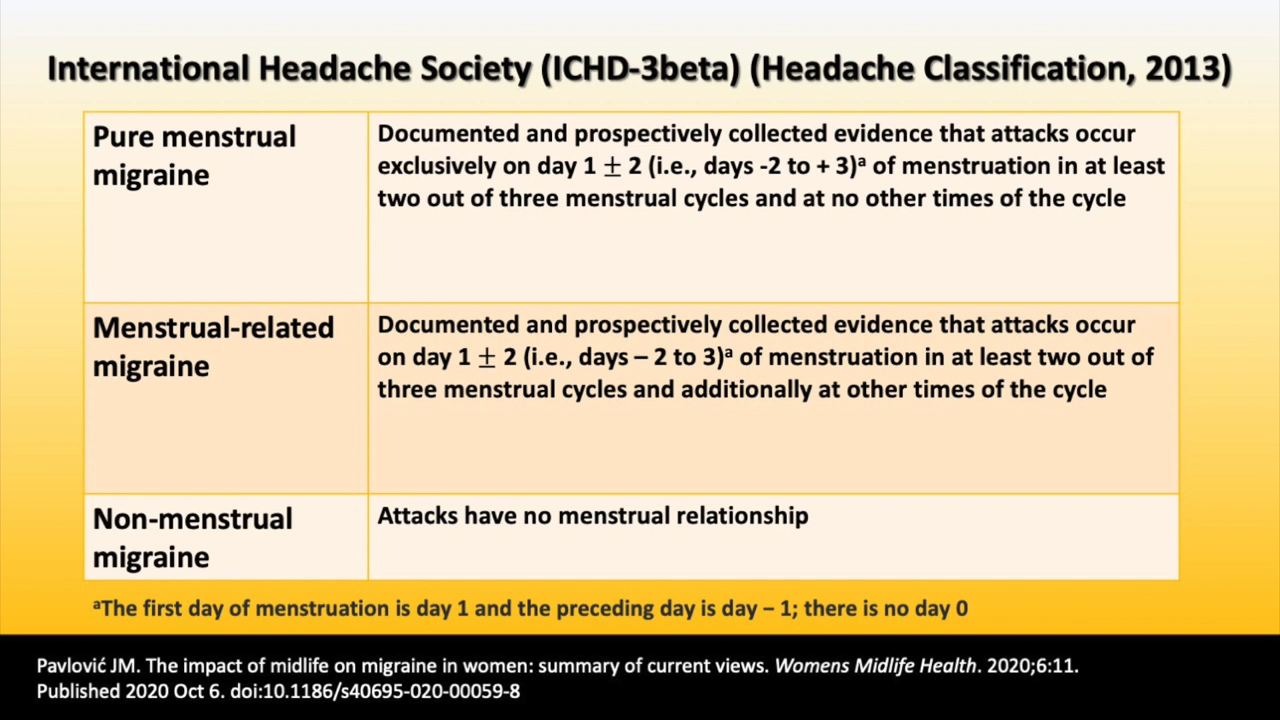 International Headache Society (ICHD-3beta) (Headache Classification, 2013)
Pure menstrual
migraine
Documented and prospectively collected evidence that attacks occur
exclusively on day 1 ± 2 (i.e., days -2 to + 3)ᵃ of menstruation in at least
two out of three menstrual cycles and at no other times of the cycle
Menstrual-related
migraine
Documented and prospectively collected evidence that attacks occur
on day 1 ± 2 (i.e., days – 2 to 3)ᵃ of menstruation in at least two out of
three menstrual cycles and additionally at other times of the cycle
Non-menstrual
migraine
Attacks have no menstrual relationship
ᵃThe first day of menstruation is day 1 and the preceding day is day − 1; there is no day 0
Pavlović JM. The impact of midlife on migraine in women: summary of current views. Womens Midlife Health. 2020;6:11.
Published 2020 Oct 6. doi:10.1186/s40695-020-00059-8